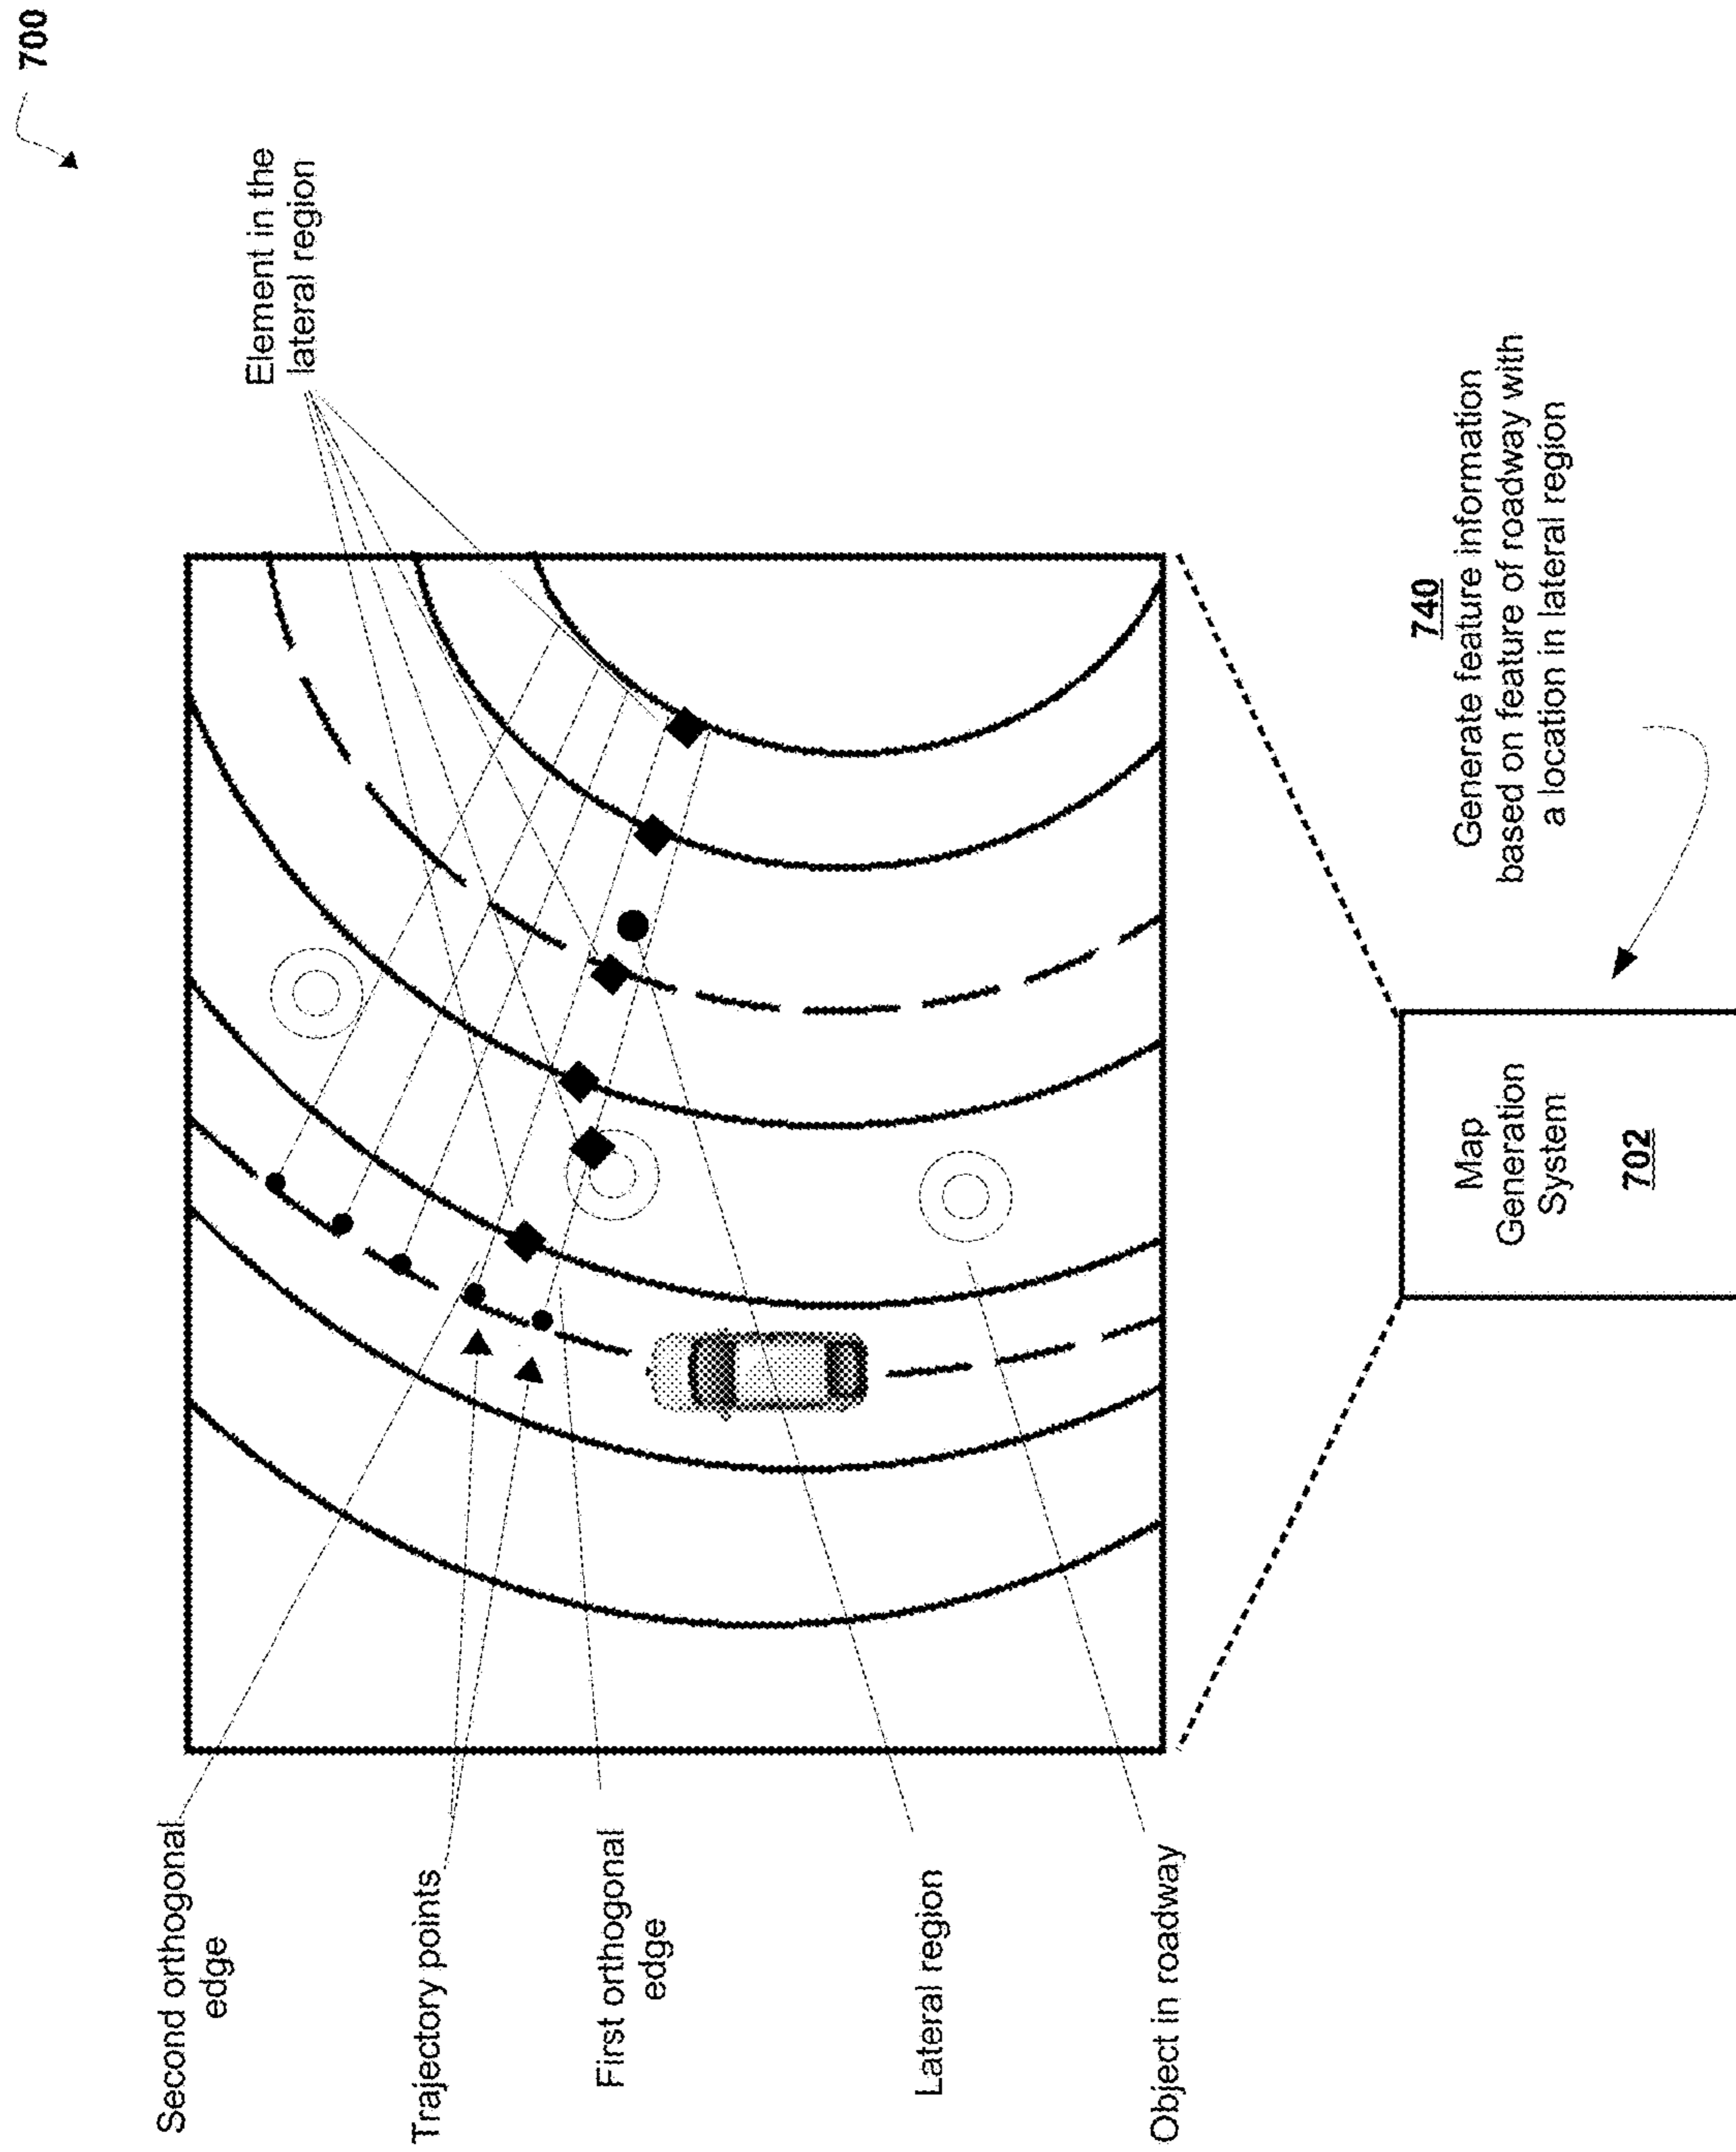 700
Element in the
lateral region
Second orthogonal
edge
Trajectory points
First orthogonal
edge
Lateral region
Object in roadway
740
Generate feature information
based on feature of roadway with
a location in lateral region
Map
Generation
System
702